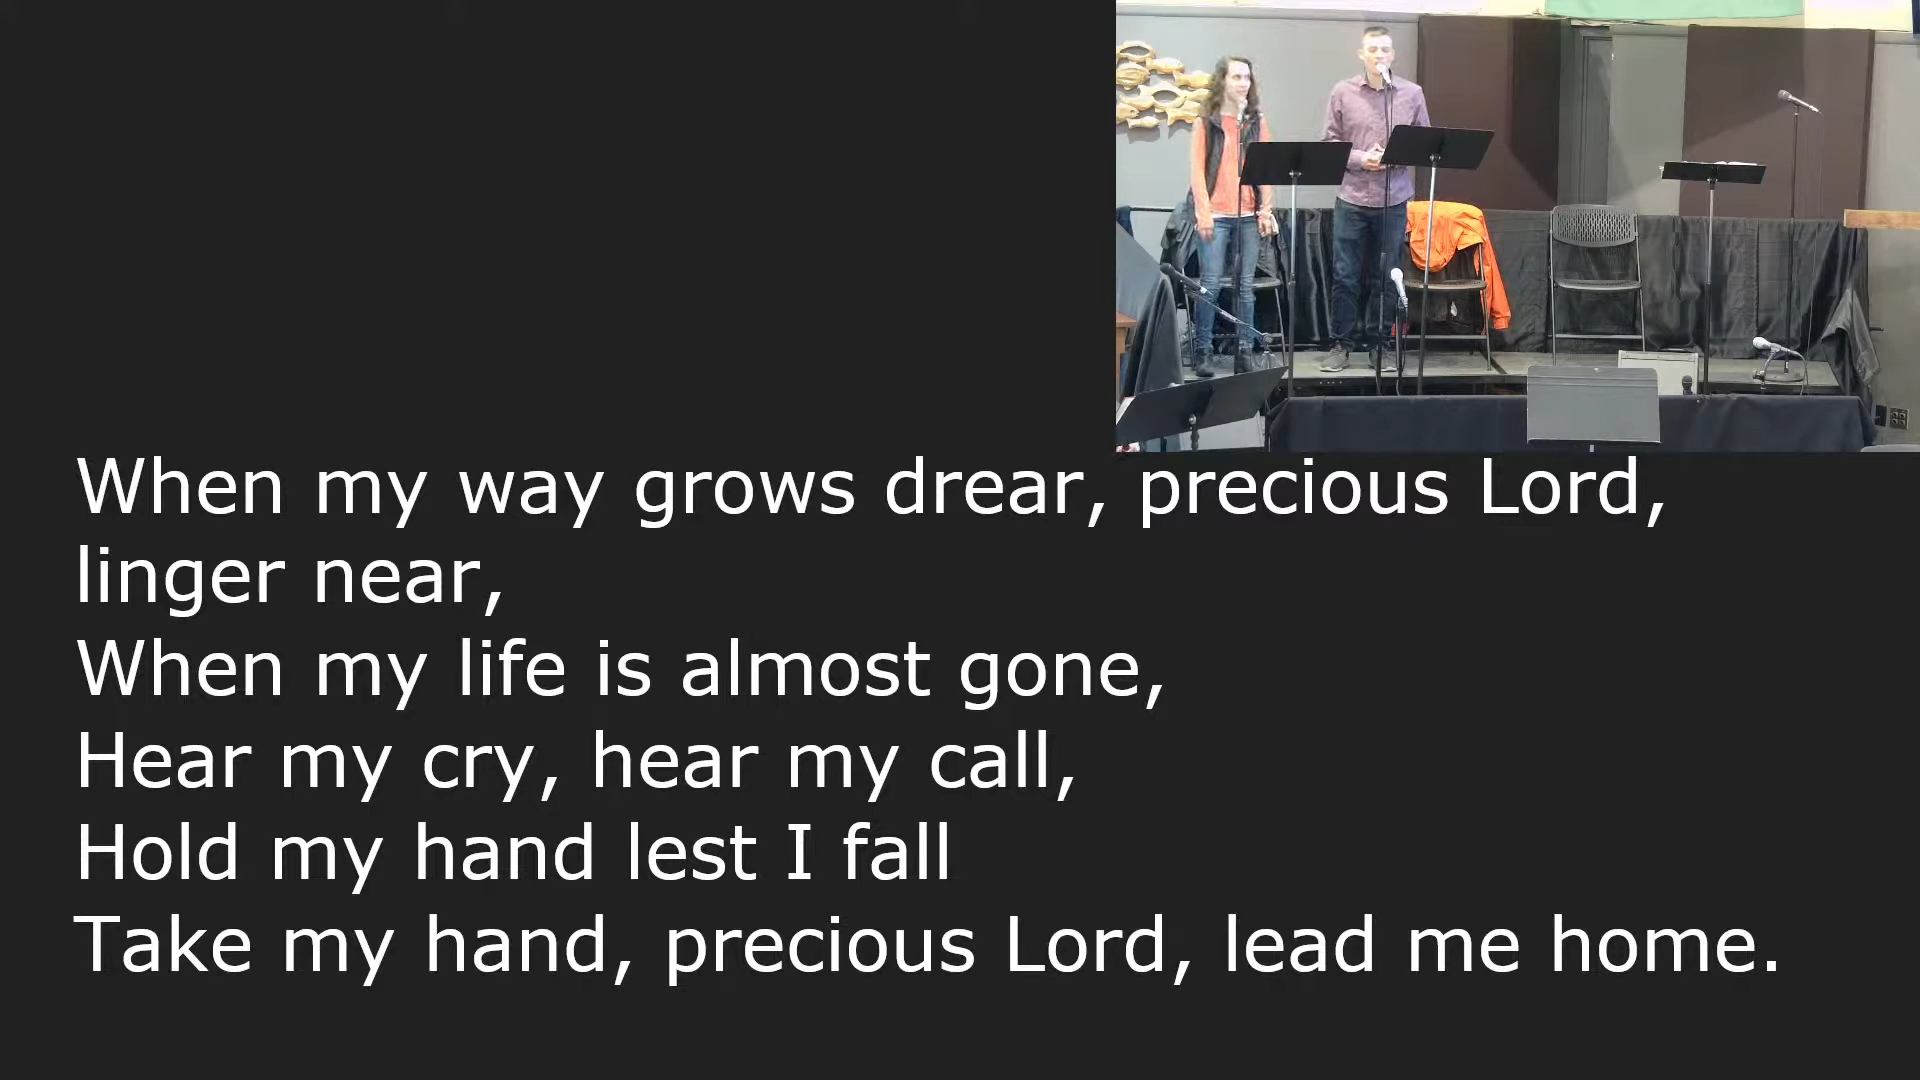 When my way grows drear, precious Lord,
linger near,
When my life is almost gone,
Hear my cry, hear my call,
Hold my hand lest I fall
Take my hand, precious Lord, lead me home.